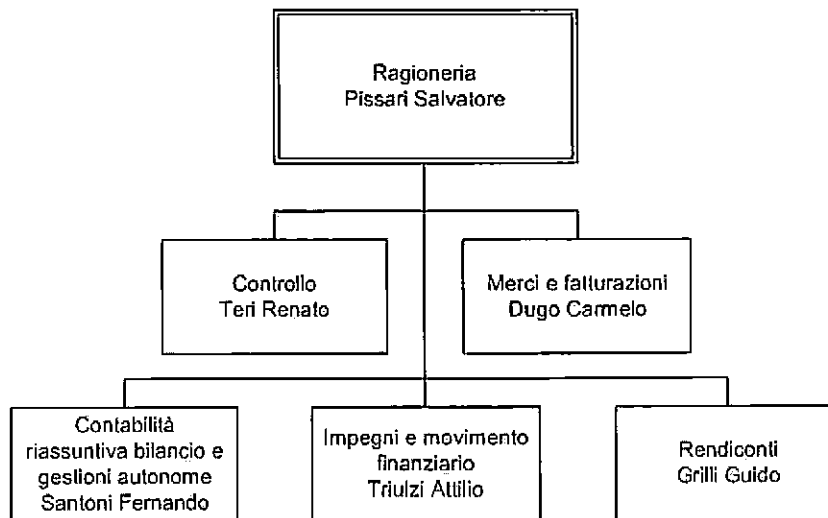 Ragioneria
Pissari Salvatore
Controllo
Teri Renato
Merci e fatturazioni
Dugo Carmelo
Contabilità
riassuntiva bilancio e
gestioni autonome
Santoni Fernando
Impegni e movimento
finanziario
Triulzi Attilio
Rendiconti
Grilli Guido